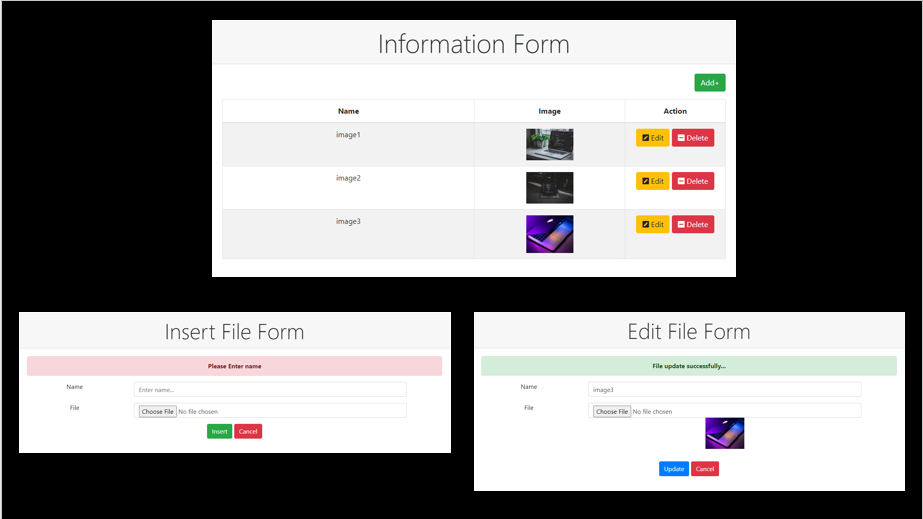 Information Form
Add+
Name Image Action
image1 Edit Delete
image2 Edit Delete
image3 Edit Delete
Insert File Form
Please Enter name
Name Enter name...
File Choose File No file chosen
Insert Cancel
Edit File Form
File update successfully...
Name image3
File Choose File No file chosen
Update Cancel